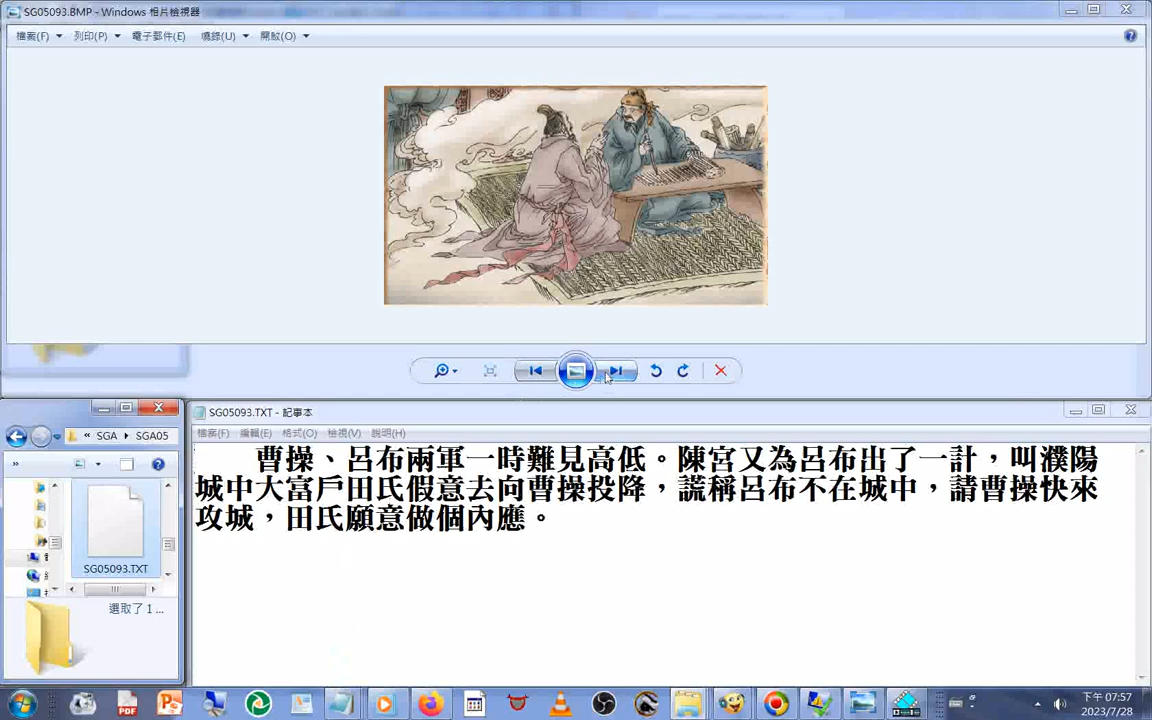 SG05093.BMP - Windows 相片檢視器
檔案(F) 列印(P) 電子郵件(E) 燒錄(U) 開啟(O)
« SGA ▸ SGA05
»
SG05093.TXT
選取了 1 ...
SG05093.TXT - 記事本
檔案(F) 編輯(E) 格式(O) 檢視(V) 說明(H)
曹操、呂布兩軍一時難見高低。陳宮又為呂布出了一計，叫濮陽
城中大富戶田氏假意去向曹操投降，謊稱呂布不在城中，請曹操快來
攻城，田氏願意做個內應。
PDF
下午 07:57
2023/7/28